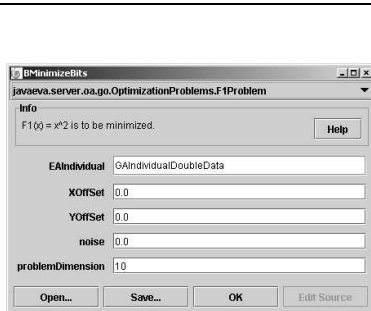 BMinimizeBits
javaeva.server.oa.go.OptimizationProblems.F1Problem
Info
F1(x) = x^2 is to be minimized.
Help
EAIndividual GAIndividualDoubleData
XOffSet 0.0
YOffSet 0.0
noise 0.0
problemDimension 10
Open... Save... OK Edit Source